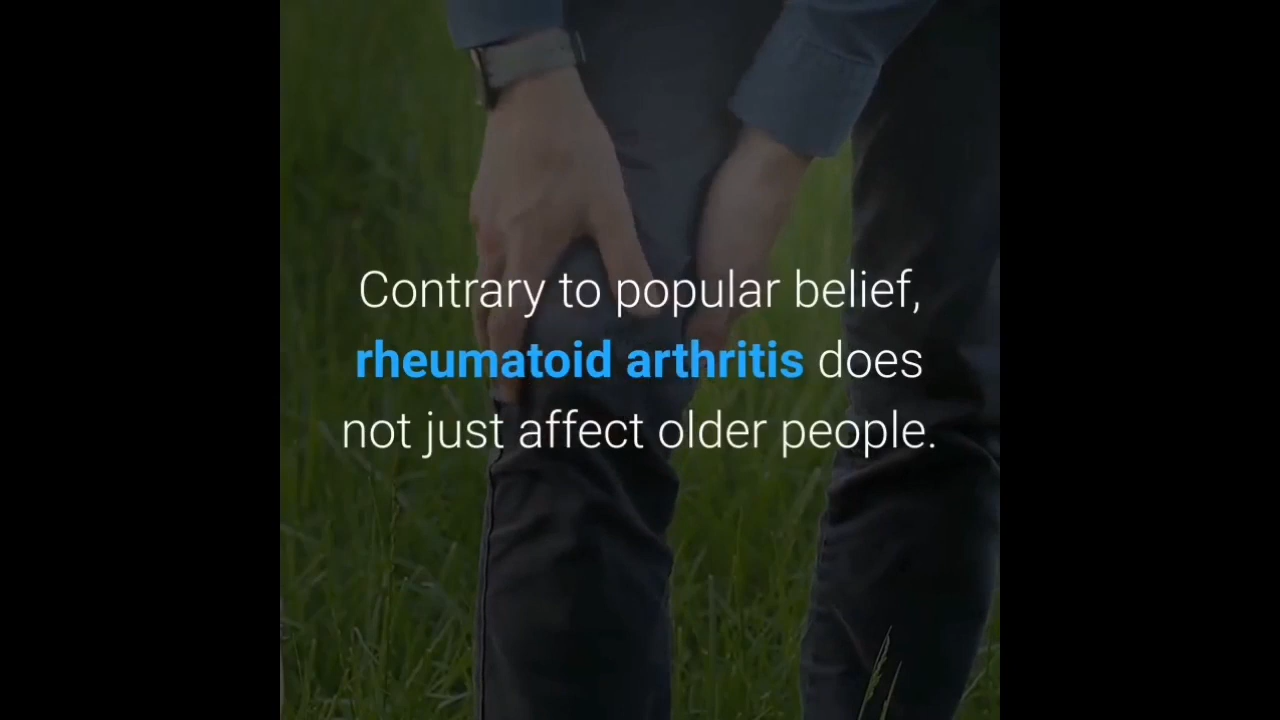 Contrary to popular belief,
rheumatoid arthritis does
not just affect older people.